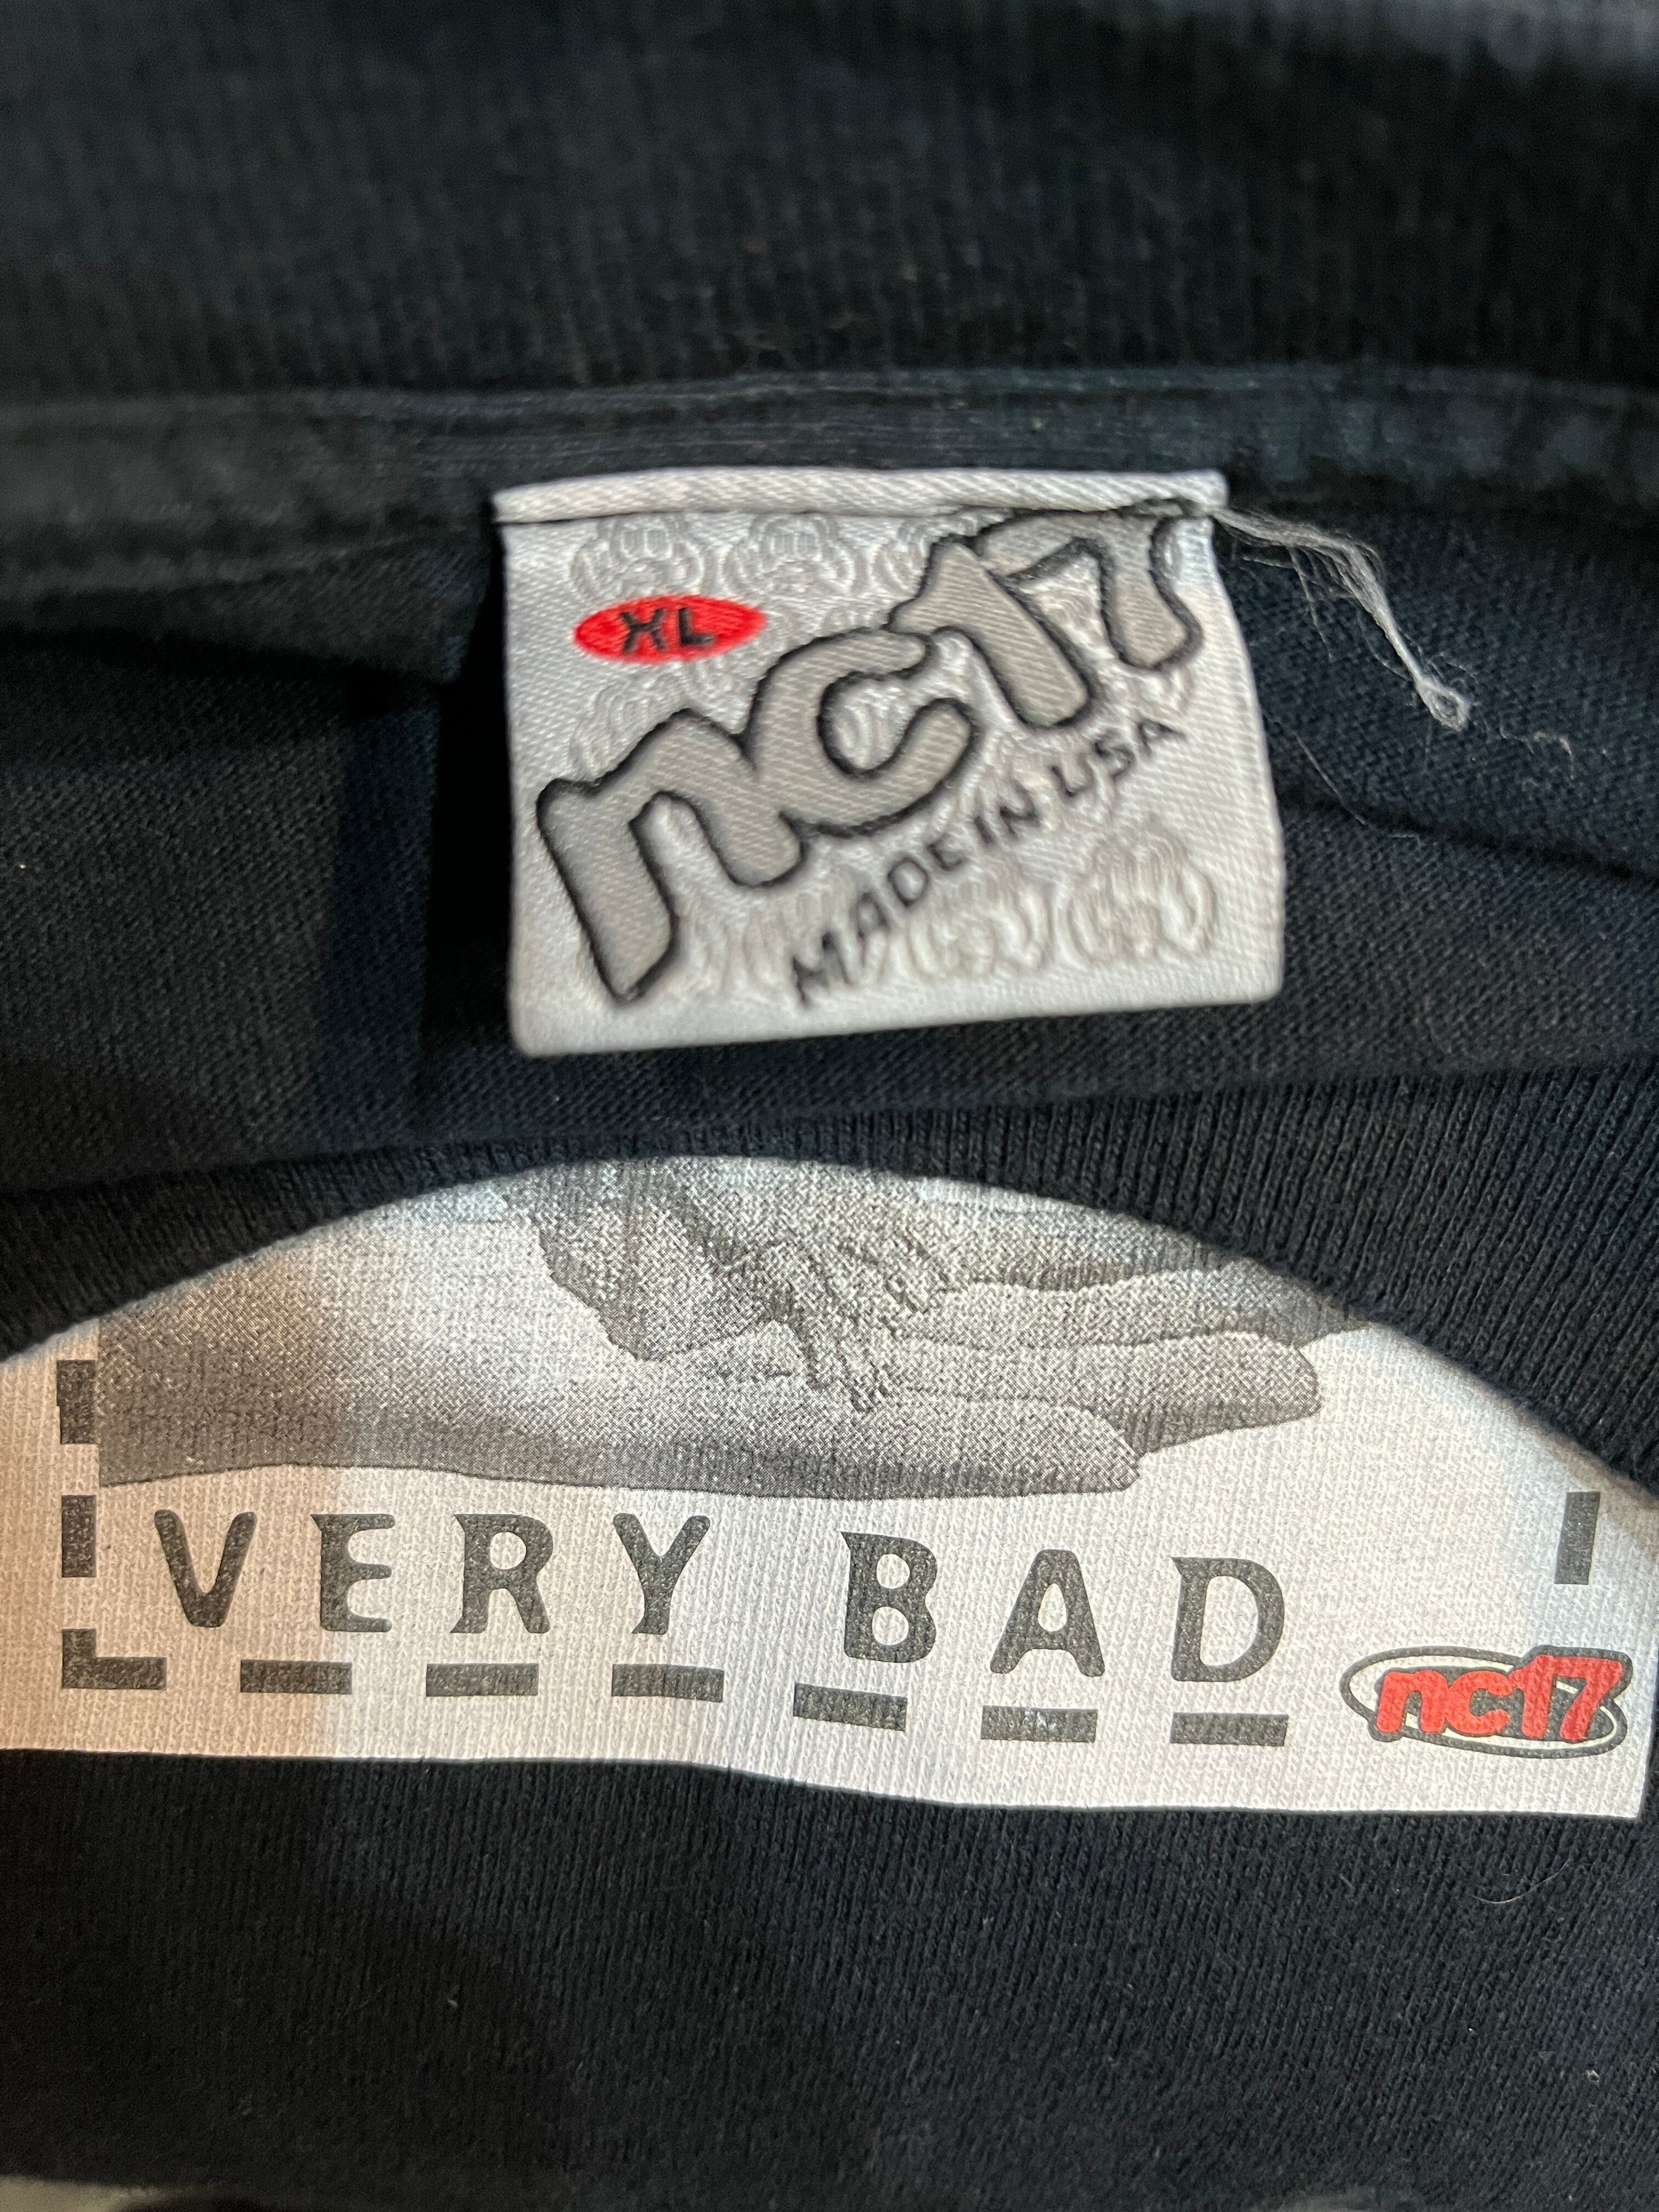 XL
nc17
MADE IN USA
VERY BAD
nc17